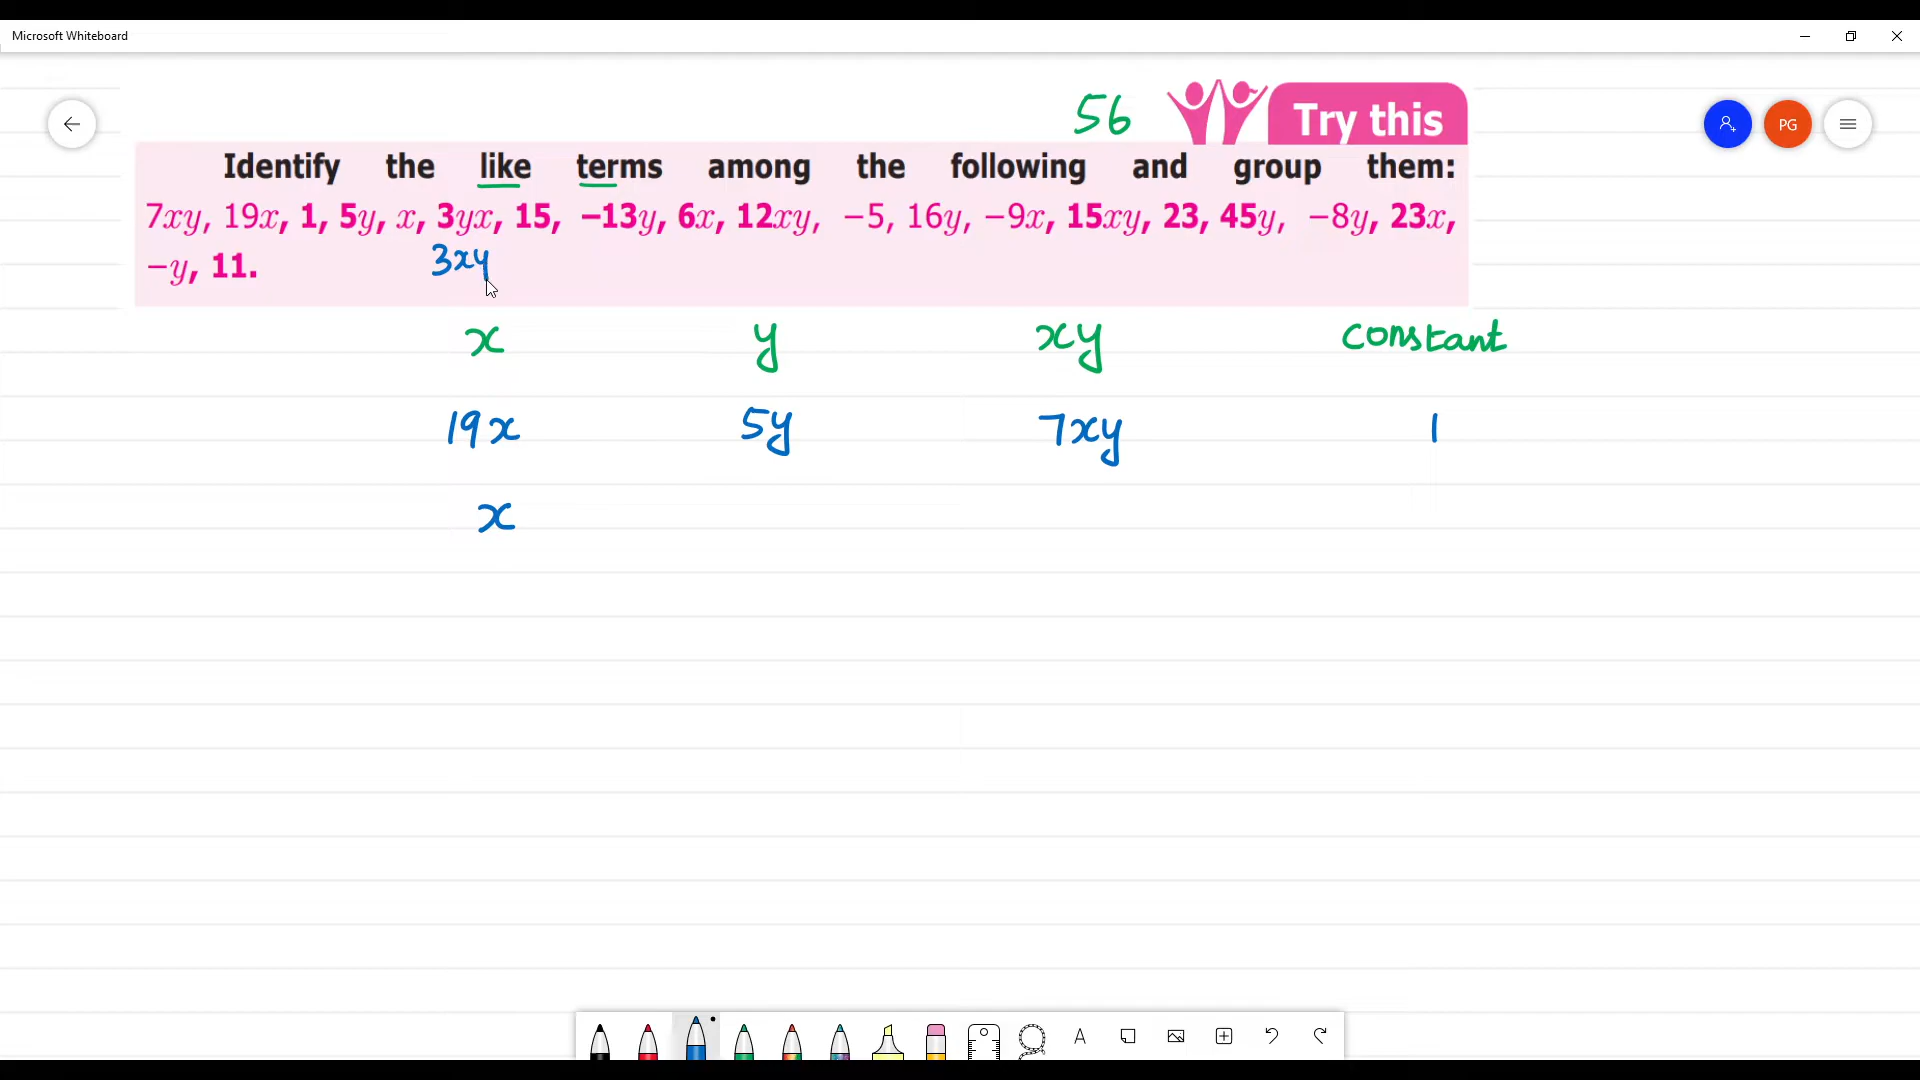 Microsoft Whiteboard
56 Try this
PG
Identify the like terms among the following and group them:
7xy, 19x, 1, 5y, x, 3yx, 15, −13y, 6x, 12xy, −5, 16y, −9x, 15xy, 23, 45y, −8y, 23x,
−y, 11.
3xy
x y xy constant
19x 5y 7xy 1
x
A